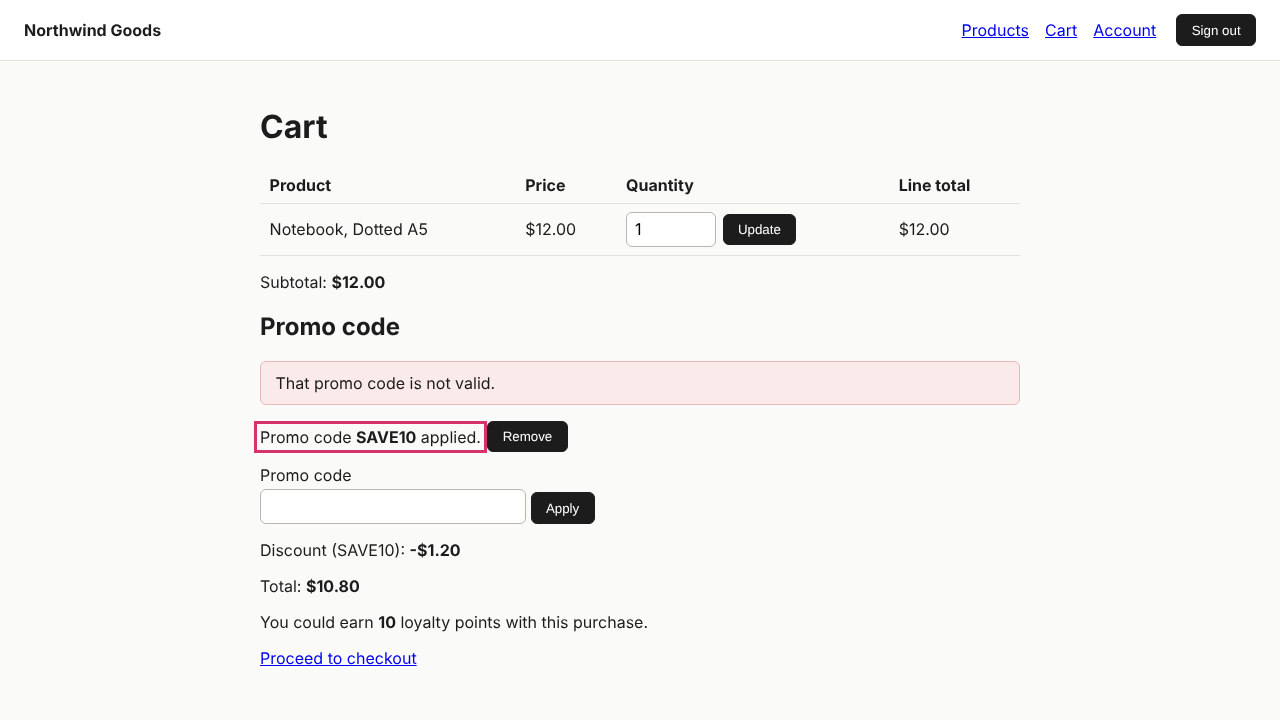 Northwind Goods
Products Cart Account Sign out
Cart
Product Price Quantity Line total
Notebook, Dotted A5 $12.00 1 Update $12.00
Subtotal: $12.00
Promo code
That promo code is not valid.
Promo code SAVE10 applied. Remove
Promo code
Apply
Discount (SAVE10): -$1.20
Total: $10.80
You could earn 10 loyalty points with this purchase.
Proceed to checkout